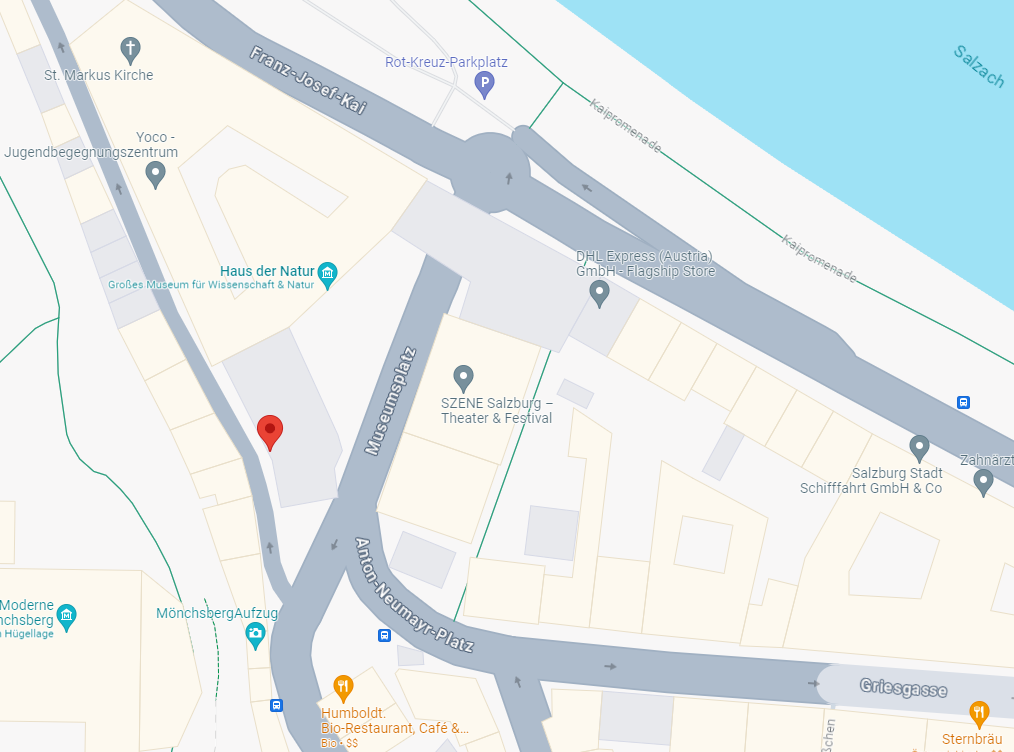 Salzach
Franz-Josef-Kai
Rot-Kreuz-Parkplatz
P
St. Markus Kirche
Kaipromenade
Yoco -
Jugendbegegnungszentrum
Kaipromenade
DHL Express (Austria)
GmbH - Flagship Store
Haus der Natur
Großes Museum für Wissenschaft & Natur
Museumsplatz
SZENE Salzburg –
Theater & Festival
Zahnärzt
Salzburg Stadt
Schifffahrt GmbH & Co
Anton-Neumayr-Platz
Moderne
nchsberg
n Hügellage
MönchsbergAufzug
Griesgasse
Humboldt.
Bio-Restaurant, Café &...
Bio • $$
ßchen
Sternbräu